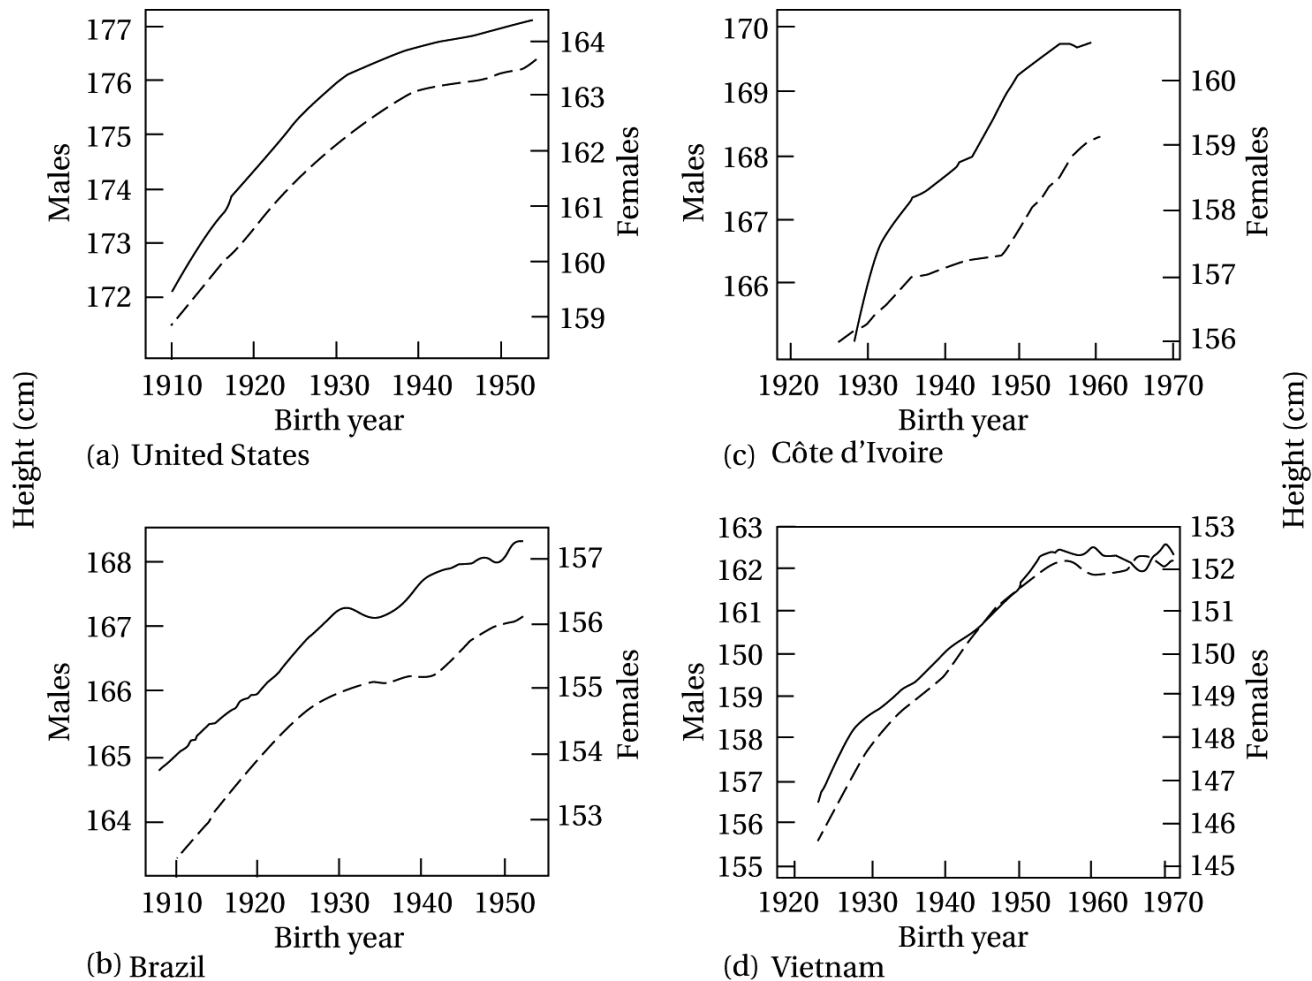 Height (cm)
Males
177
176
175
174
173
172
164
163
162
161
160
159
Females
1910 1920 1930 1940 1950
Birth year
(a) United States
Males
170
169
168
167
166
160
159
158
157
156
Females
1920 1930 1940 1950 1960 1970
Birth year
(c) Côte d'Ivoire
Height (cm)
Males
168
167
166
165
164
157
156
155
154
153
Females
1910 1920 1930 1940 1950
Birth year
(b) Brazil
Males
163
162
161
150
159
158
157
156
155
153
152
151
150
149
148
147
146
145
Females
1920 1930 1940 1950 1960 1970
Birth year
(d) Vietnam